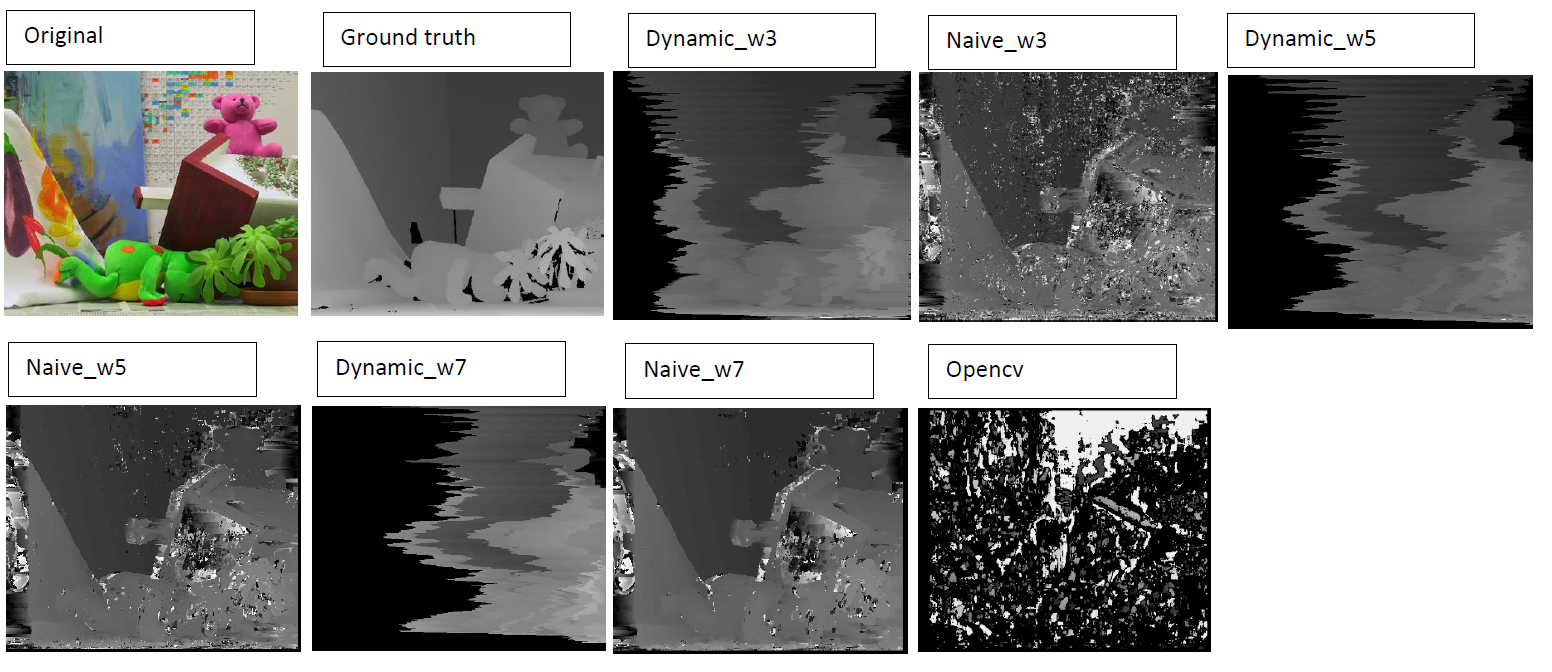 Original
Ground truth
Dynamic_w3
Naive_w3
Dynamic_w5
Naive_w5
Dynamic_w7
Naive_w7
Opencv